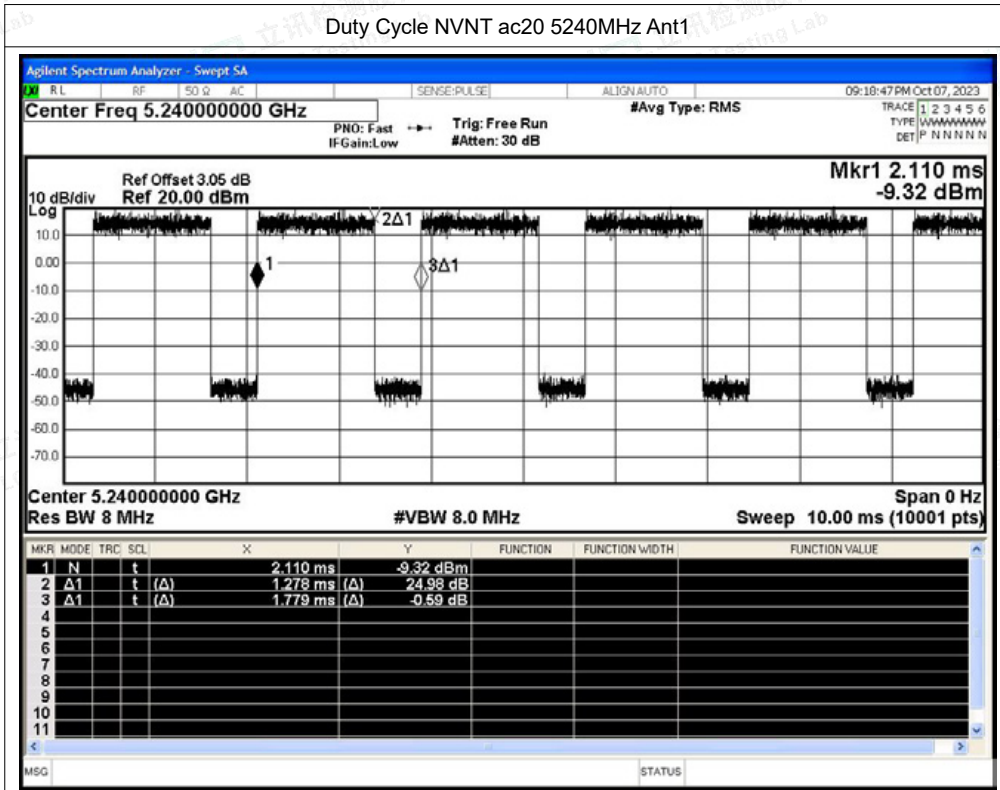 Duty Cycle NVNT ac20 5240MHz Ant1
Agilent Spectrum Analyzer - Swept SA
RL RF 50 Ω AC SENSE:PULSE ALIGN AUTO 09:18:47 PM Oct 07, 2023
Center Freq 5.240000000 GHz #Avg Type: RMS TRACE 1 2 3 4 5 6
PNO: Fast Trig: Free Run TYPE WWWWWW
IFGain:Low #Atten: 30 dB DET P N N N N N
Mkr1 2.110 ms
Ref Offset 3.05 dB
10 dB/div Ref 20.00 dBm -9.32 dBm
Log
10.0
2Δ1
0.00
1
3Δ1
-10.0
-20.0
-30.0
-40.0
-50.0
-60.0
-70.0
Center 5.240000000 GHz Span 0 Hz
Res BW 8 MHz #VBW 8.0 MHz Sweep 10.00 ms (10001 pts)
MKR MODE TRC SCL X Y FUNCTION FUNCTION WIDTH FUNCTION VALUE
1 N t 2.110 ms -9.32 dBm
2 Δ1 t (Δ) 1.278 ms (Δ) 24.98 dB
3 Δ1 t (Δ) 1.779 ms (Δ) -0.59 dB
4
5
6
7
8
9
10
11
MSG STATUS